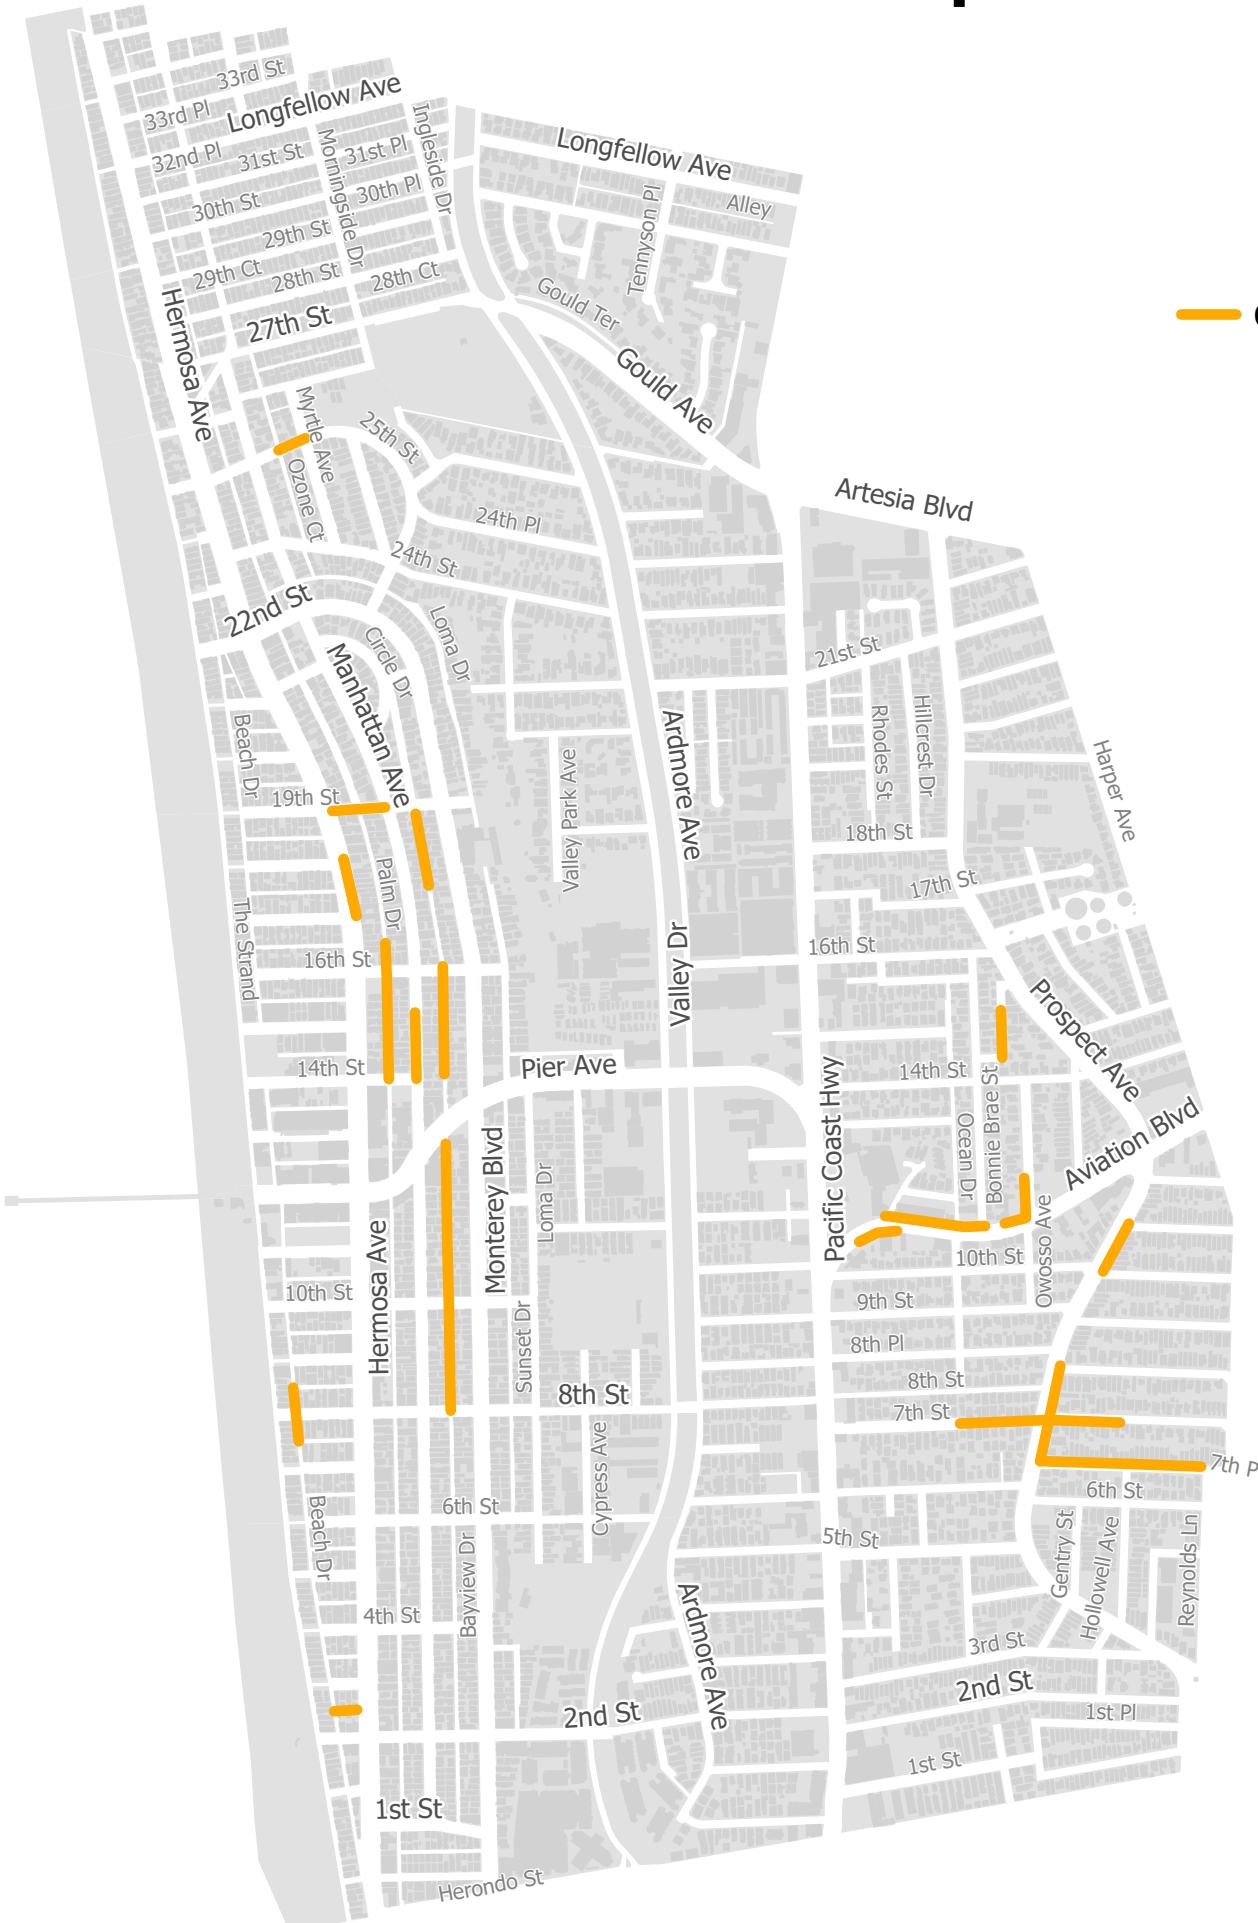 33rd St
33rd Pl
Longfellow Ave
32nd Pl
31st St
31st Pl
Morningside Dr
Ingleside Dr
Longfellow Ave
30th St
30th Pl
Tennyson Pl
Alley
29th St
29th Ct
28th St
28th Ct
Gould Ter
27th St
Hermosa Ave
Gould Ave
Myrtle Ave
25th St
Ozone Ct
24th Pl
24th St
Artesia Blvd
22nd St
Loma Dr
Circle Dr
Manhattan Ave
21st St
Beach Dr
Ardmore Ave
Rhodes St
Hillcrest Dr
Harper Ave
19th St
Valley Park Ave
18th St
Palm Dr
17th St
The Strand
16th St
Valley Dr
16th St
Prospect Ave
14th St
Pier Ave
14th St
Pacific Coast Hwy
Oceanu Dr
Bonnie Brae St
Aviation Blvd
Monterey Blvd
Loma Dr
Hermosa Ave
10th St
Owosso Ave
10th St
Sunset Dr
9th St
8th Pl
8th St
8th St
7th St
Cypress Ave
7th P
6th St
6th St
Beach Dr
Bayview Dr
5th St
Gentry St
Hollowell Ave
Reynolds Ln
4th St
Ardmore Ave
3rd St
2nd St
2nd St
1st Pl
1st St
1st St
Herondo St